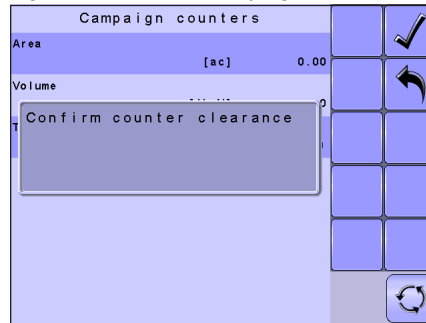 Campaign counters
Area
[ac] 0.00
Volume
Confirm counter clearance